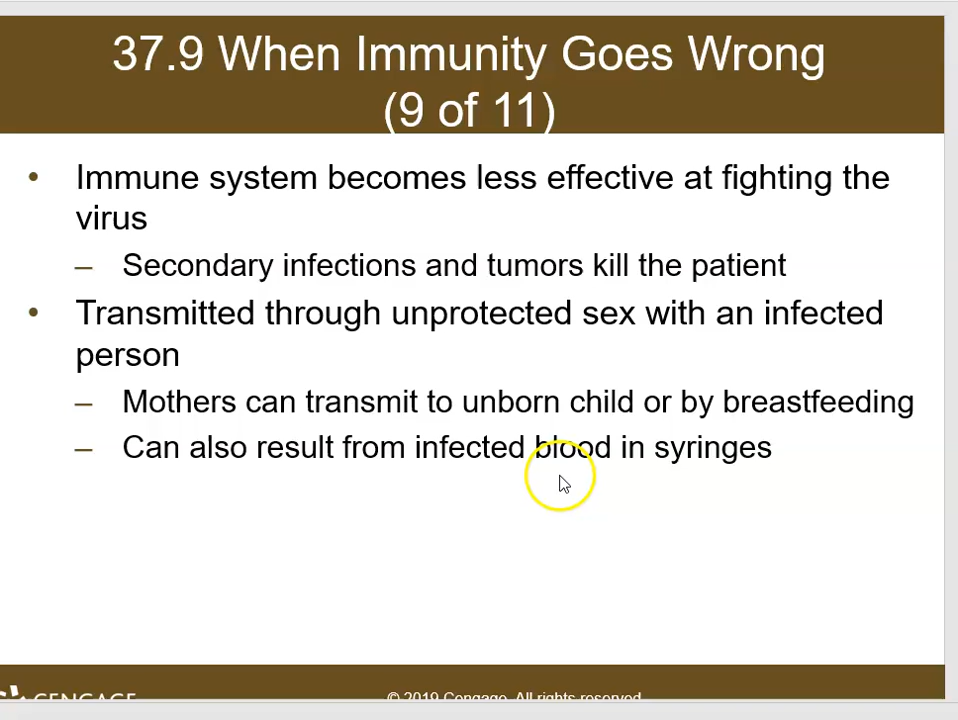 37.9 When Immunity Goes Wrong
(9 of 11)
• Immune system becomes less effective at fighting the
virus
– Secondary infections and tumors kill the patient
• Transmitted through unprotected sex with an infected
person
– Mothers can transmit to unborn child or by breastfeeding
– Can also result from infected blood in syringes
CENGAGE
© 2019 Cengage. All rights reserved.